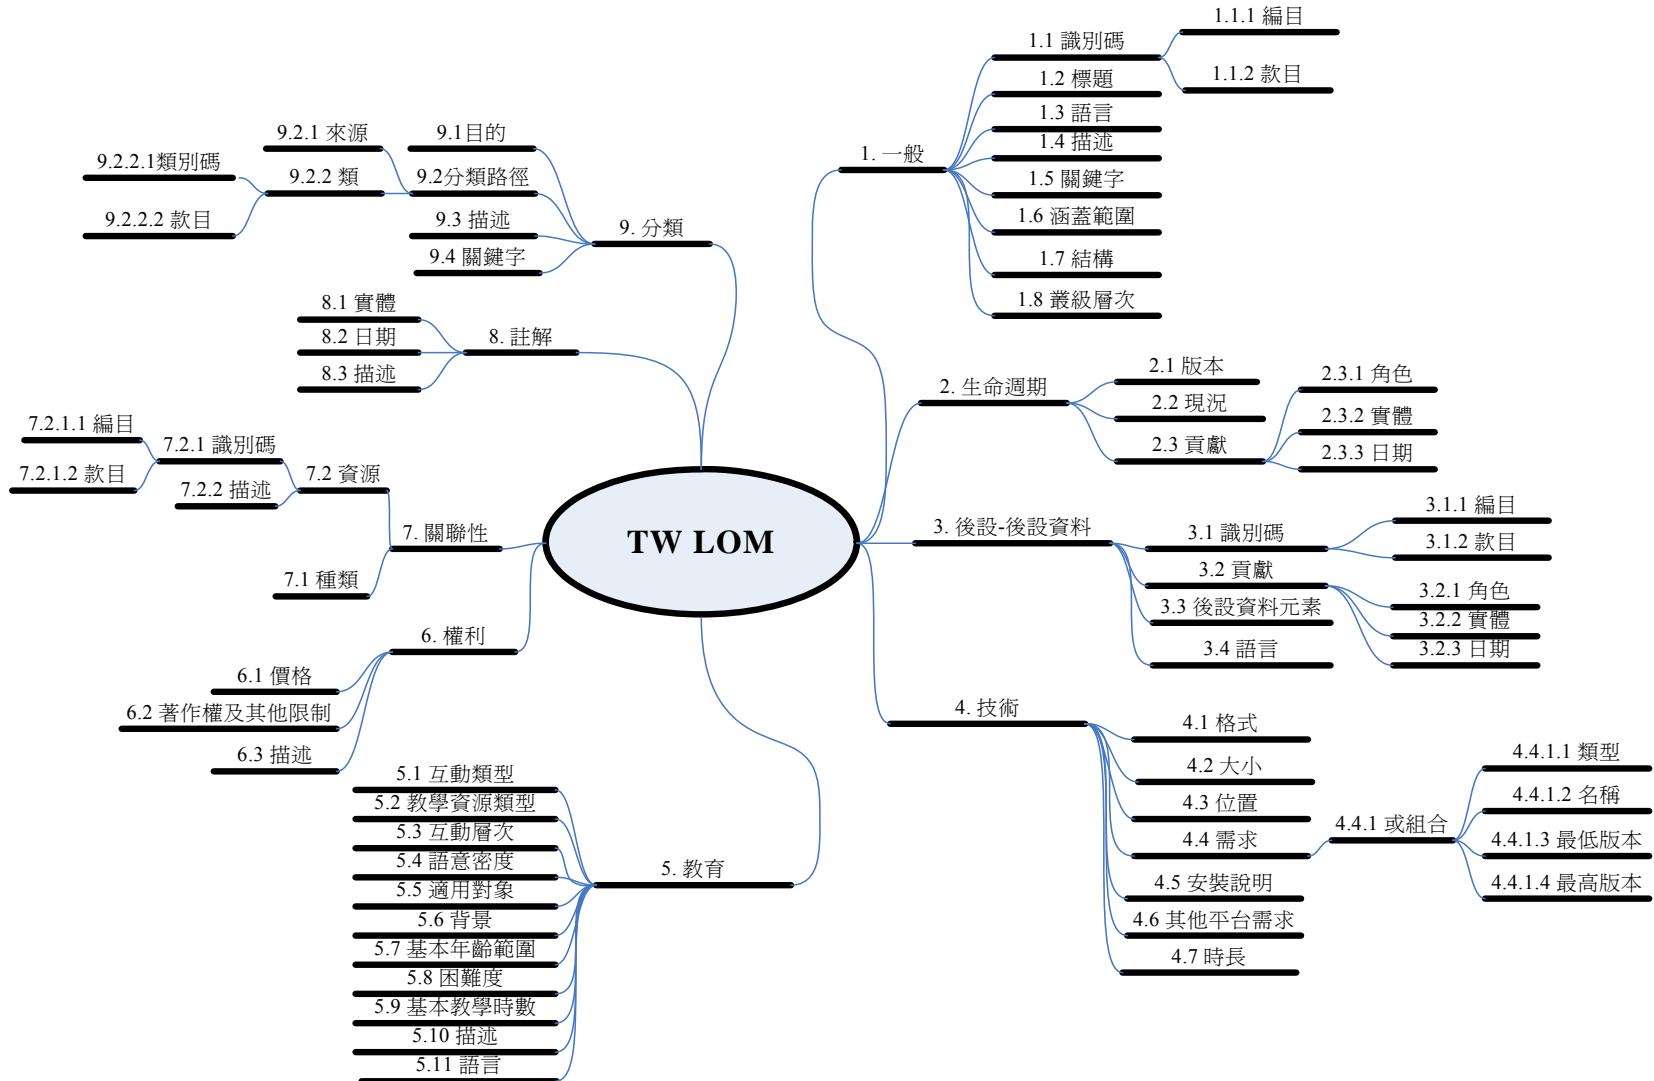 TW LOM
1. 一般
1.1 識別碼
1.1.1 編目
1.1.2 款目
1.2 標題
1.3 語言
1.4 描述
1.5 關鍵字
1.6 涵蓋範圍
1.7 結構
1.8 叢級層次
2. 生命週期
2.1 版本
2.2 現況
2.3 貢獻
2.3.1 角色
2.3.2 實體
2.3.3 日期
3. 後設-後設資料
3.1 識別碼
3.1.1 編目
3.1.2 款目
3.2 貢獻
3.2.1 角色
3.2.2 實體
3.2.3 日期
3.3 後設資料元素
3.4 語言
4. 技術
4.1 格式
4.2 大小
4.3 位置
4.4 需求
4.4.1 或組合
4.4.1.1 類型
4.4.1.2 名稱
4.4.1.3 最低版本
4.4.1.4 最高版本
4.5 安裝說明
4.6 其他平台需求
4.7 時長
5. 教育
5.1 互動類型
5.2 教學資源類型
5.3 互動層次
5.4 語意密度
5.5 適用對象
5.6 背景
5.7 基本年齡範圍
5.8 困難度
5.9 基本教學時數
5.10 描述
5.11 語言
6. 權利
6.1 價格
6.2 著作權及其他限制
6.3 描述
7. 關聯性
7.2 資源
7.2.1 識別碼
7.2.1.1 編目
7.2.1.2 款目
7.2.2 描述
7.1 種類
8. 註解
8.1 實體
8.2 日期
8.3 描述
9. 分類
9.1目的
9.2分類路徑
9.2.1 來源
9.2.2 類
9.2.2.1類別碼
9.2.2.2 款目
9.3 描述
9.4 關鍵字